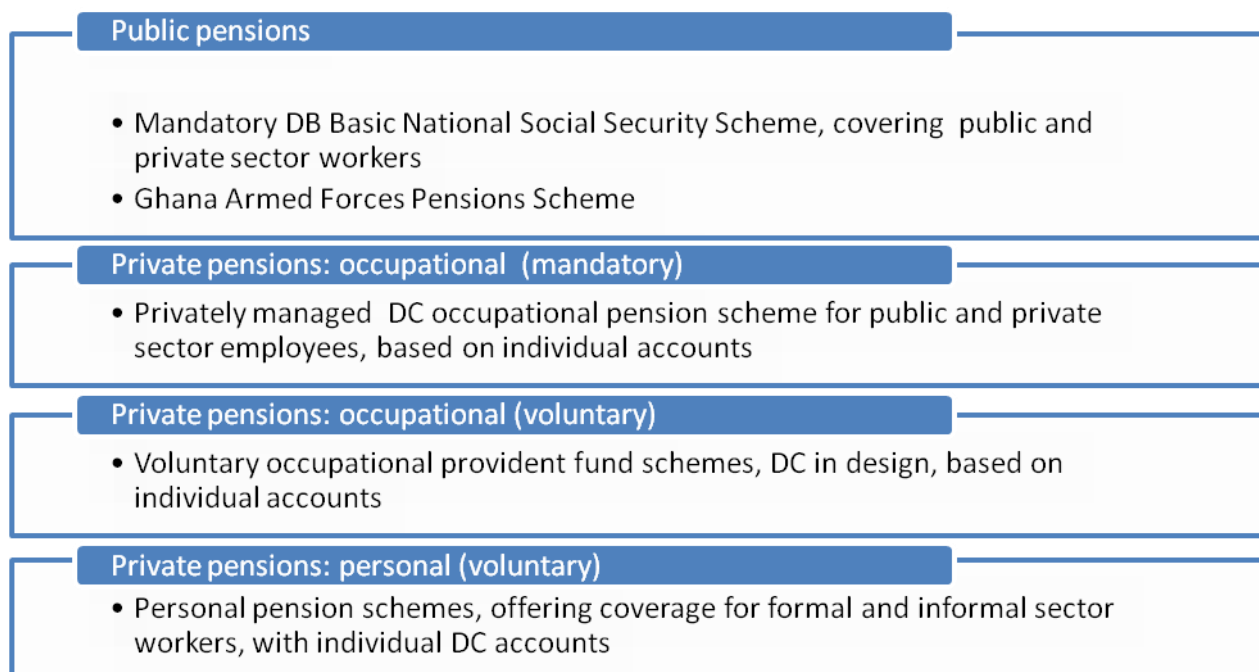 Public pensions
• Mandatory DB Basic National Social Security Scheme, covering public and
private sector workers
• Ghana Armed Forces Pensions Scheme
Private pensions: occupational (mandatory)
• Privately managed DC occupational pension scheme for public and private
sector employees, based on individual accounts
Private pensions: occupational (voluntary)
• Voluntary occupational provident fund schemes, DC in design, based on
individual accounts
Private pensions: personal (voluntary)
• Personal pension schemes, offering coverage for formal and informal sector
workers, with individual DC accounts